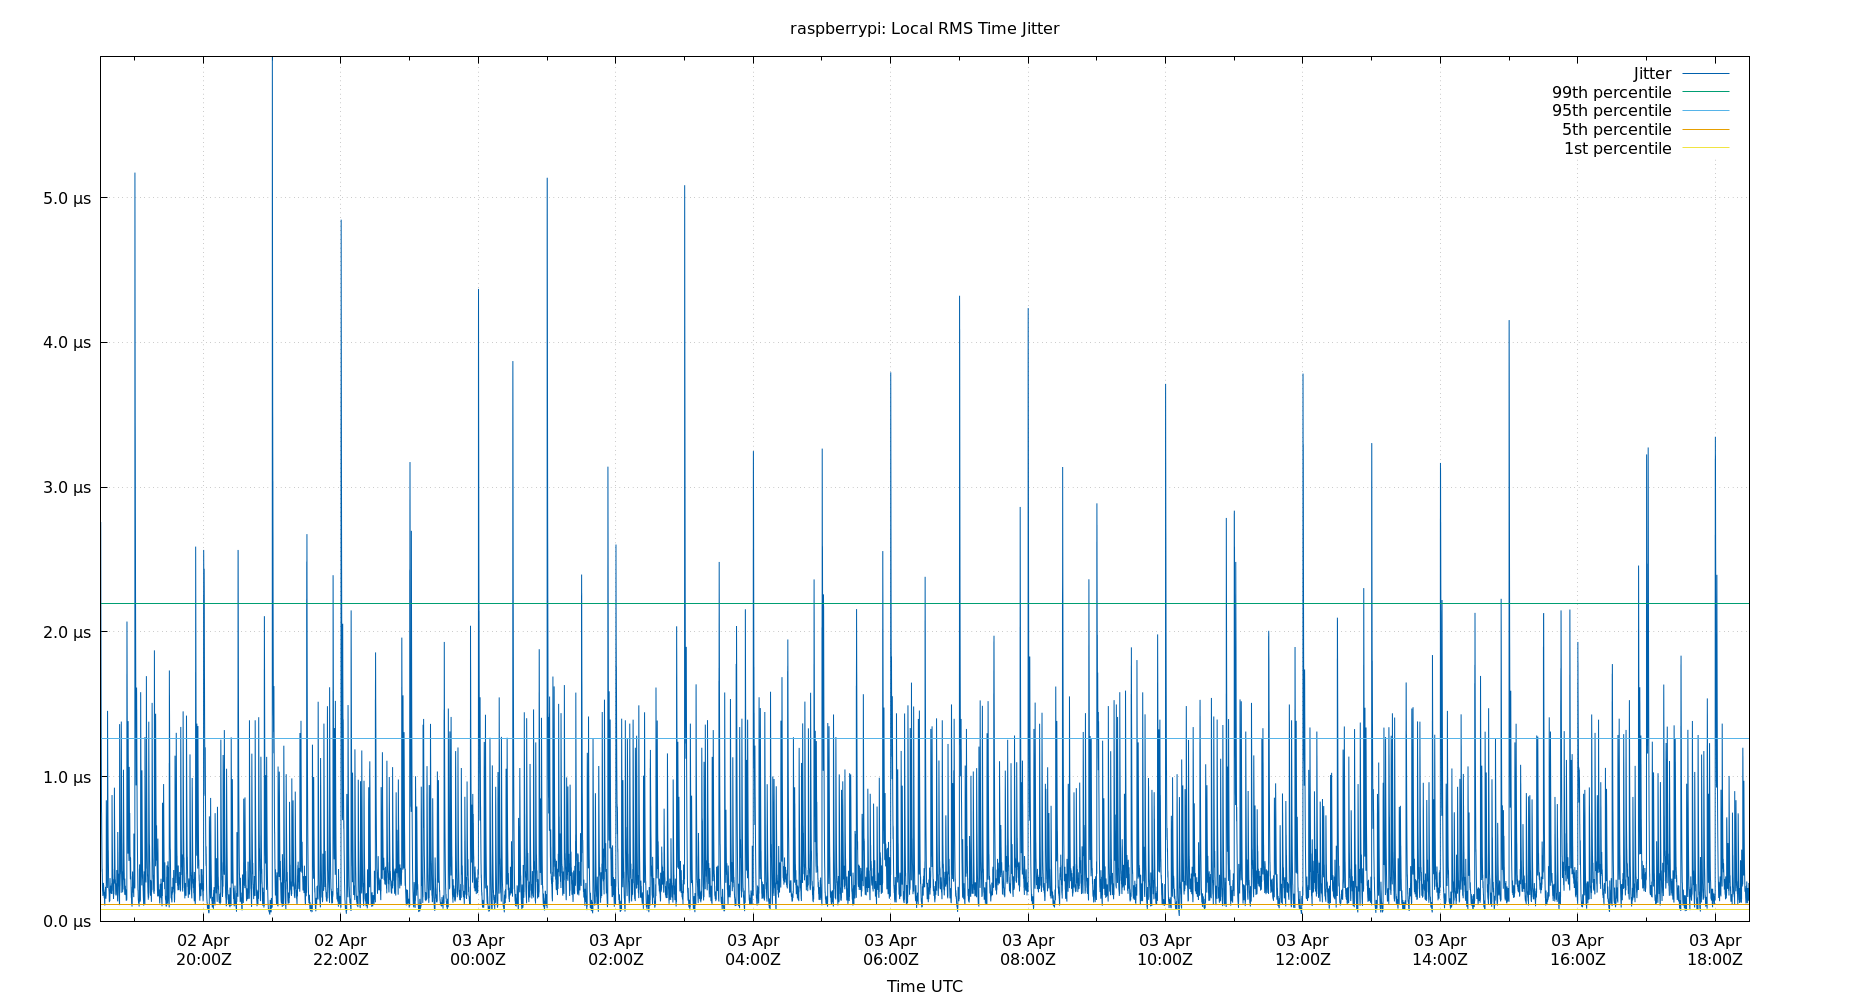 raspberrypi: Local RMS Time Jitter
Jitter
99th percentile
95th percentile
5th percentile
1st percentile
5.0 µs
4.0 µs
3.0 µs
2.0 µs
1.0 µs
0.0 µs
02 Apr 02 Apr 03 Apr 03 Apr 03 Apr 03 Apr 03 Apr 03 Apr 03 Apr 03 Apr 03 Apr 03 Apr
20:00Z 22:00Z 00:00Z 02:00Z 04:00Z 06:00Z 08:00Z 10:00Z 12:00Z 14:00Z 16:00Z 18:00Z
Time UTC